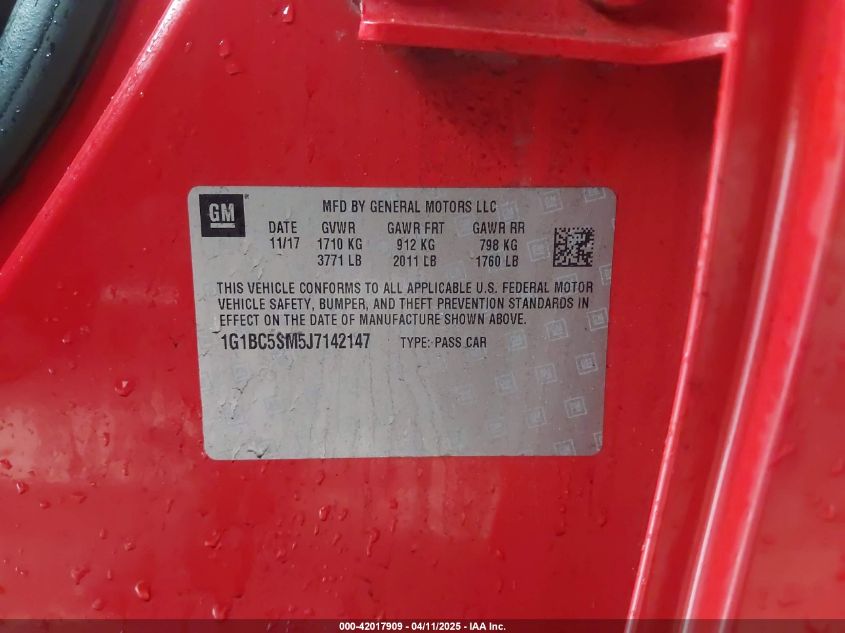 GM
MFD BY GENERAL MOTORS LLC
DATE GVWR GAWR FRT GAWR RR
11/17 1710 KG 912 KG 798 KG
3771 LB 2011 LB 1760 LB
THIS VEHICLE CONFORMS TO ALL APPLICABLE U.S. FEDERAL MOTOR
VEHICLE SAFETY, BUMPER, AND THEFT PREVENTION STANDARDS IN
EFFECT ON THE DATE OF MANUFACTURE SHOWN ABOVE.
1G1BC5SM5J7142147 TYPE: PASS CAR
000-42017909 - 04/11/2025 - IAA Inc.